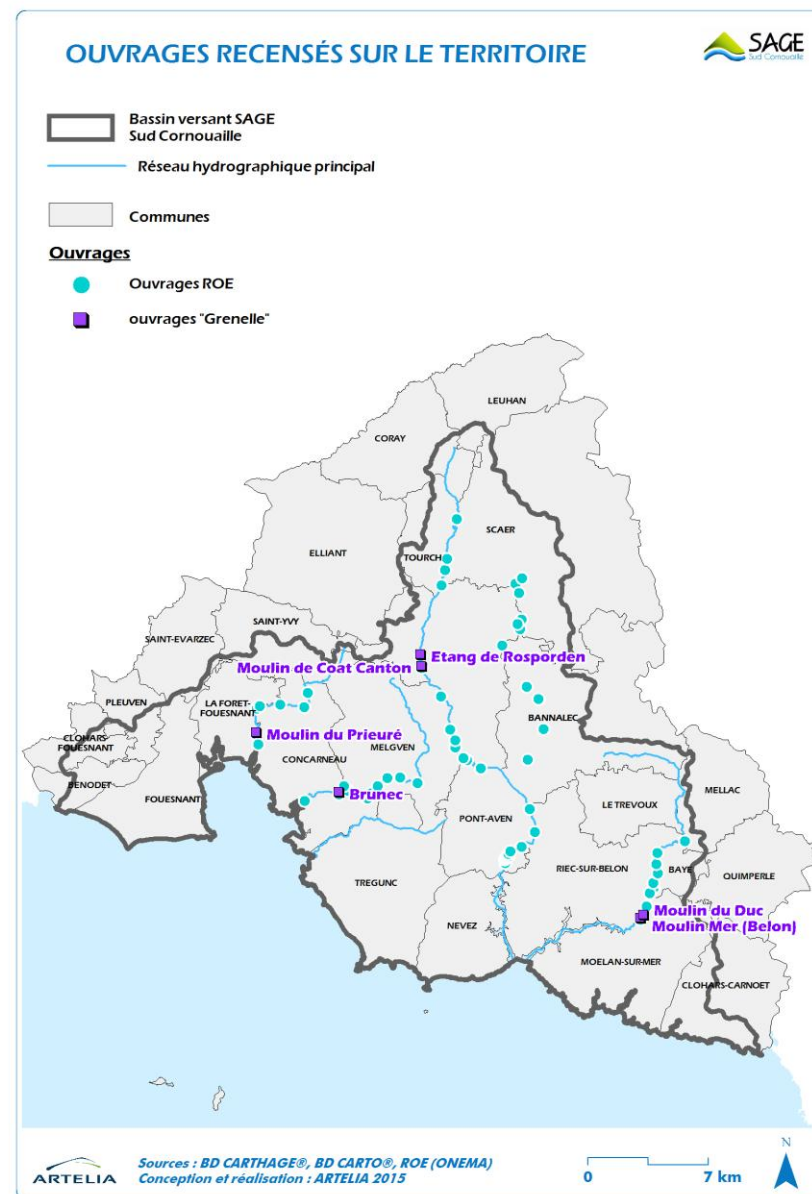 OUVRAGES RECENSÉS SUR LE TERRITOIRE
SAGE
Sud Cornouaille
Bassin versant SAGE
Sud Cornouaille
Réseau hydrographique principal
Communes
Ouvrages
Ouvrages ROE
ouvrages "Grenelle"
LEUHAN
CORAY
SCAER
ELLIANT
TOURCH
SAINT-YVY
SAINT-EVARZEC
Etang de Rosporden
Moulin de Coat Canton
PLEUVEN
LA FORET-
FOUESNANT
BANNALEC
Moulin du Prieuré
CLOHARS-
FOUESNANT
MELGVEN
CONCARNEAU
BENODET
MELLAC
FOUESNANT
Brunec
LE TREVOUX
PONT-AVEN
RIEC-SUR-BELON
BAYE
QUIMPERLE
TREGUNC
Moulin du Duc
NEVEZ
Moulin Mer (Belon)
MOELAN-SUR-MER
CLOHARS-CARNOET
N
ARTELIA
Sources : BD CARTHAGE®, BD CARTO®, ROE (ONEMA)
Conception et réalisation : ARTELIA 2015
0 7 km